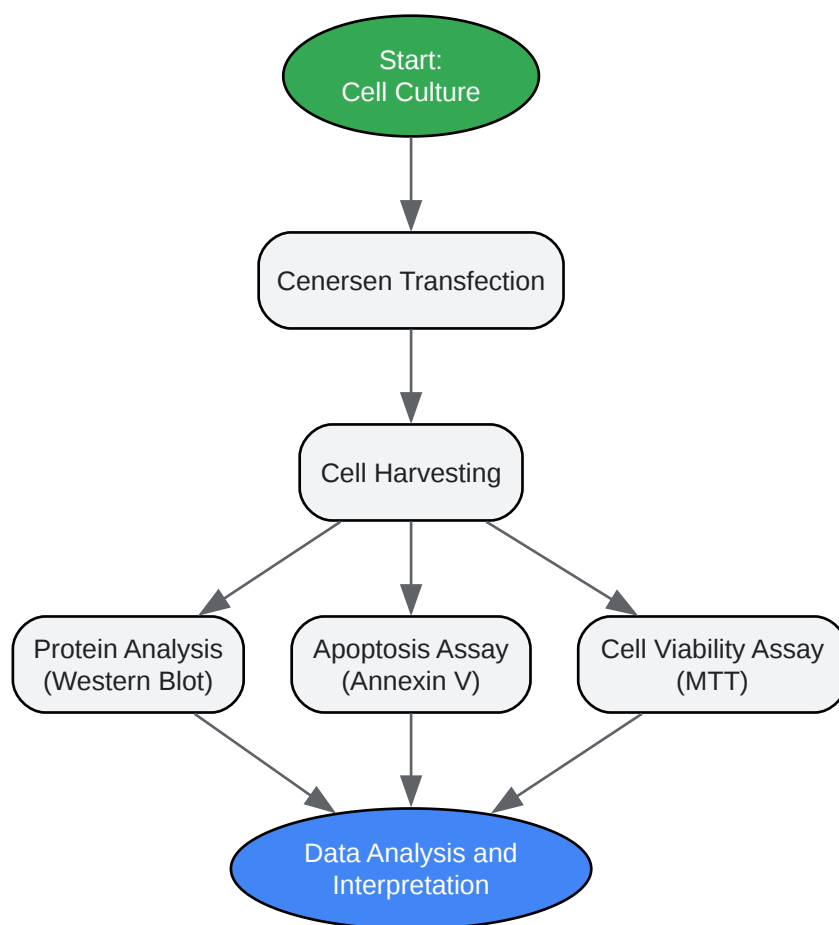 Start:
Cell Culture
Cenersen Transfection
Cell Harvesting
Protein Analysis
(Western Blot)
Apoptosis Assay
(Annexin V)
Cell Viability Assay
(MTT)
Data Analysis and
Interpretation